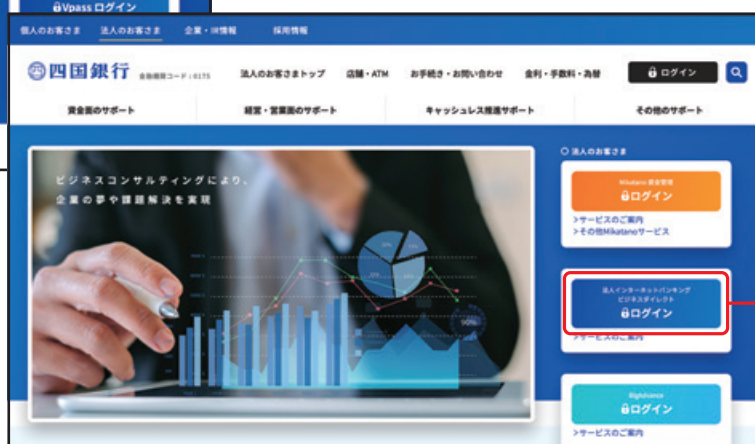 Vpass ログイン
個人のお客さま 法人のお客さま 企業・IR情報 採用情報
四国銀行 金融機関コード:0175 法人のお客さまトップ 店舗・ATM お手続き・お問い合わせ 金利・手数料・為替 ログイン
資金面のサポート 経営・営業面のサポート キャッシュレス推進サポート その他のサポート
ビジネスコンサルティングにより、
企業の夢や課題解決を実現
90%
法人のお客さま
Mikatano 資金管理
ログイン
>サービスのご案内
>その他Mikatanoサービス
法人インターネットバンキング
ビジネスダイレクト
ログイン
>サービスのご案内
ログイン
>サービスのご案内